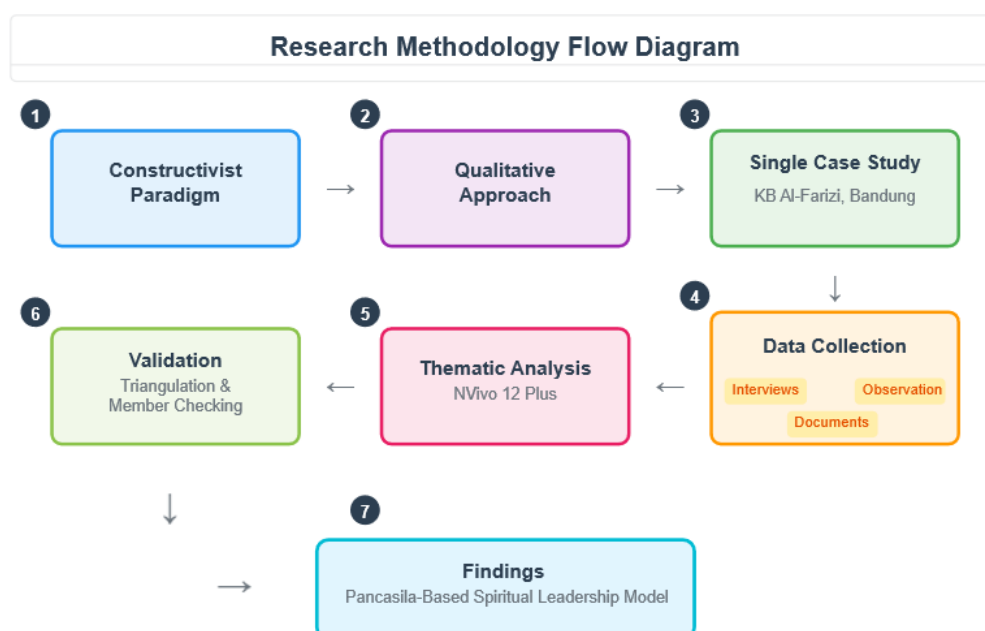 Research Methodology Flow Diagram
1
Constructivist
Paradigm
→
2
Qualitative
Approach
→
3
Single Case Study
KB Al-Farizi, Bandung
↓
4
Data Collection
Interviews
Observation
Documents
←
5
Thematic Analysis
NVivo 12 Plus
←
6
Validation
Triangulation &
Member Checking
↓
→
7
Findings
Pancasila-Based Spiritual Leadership Model